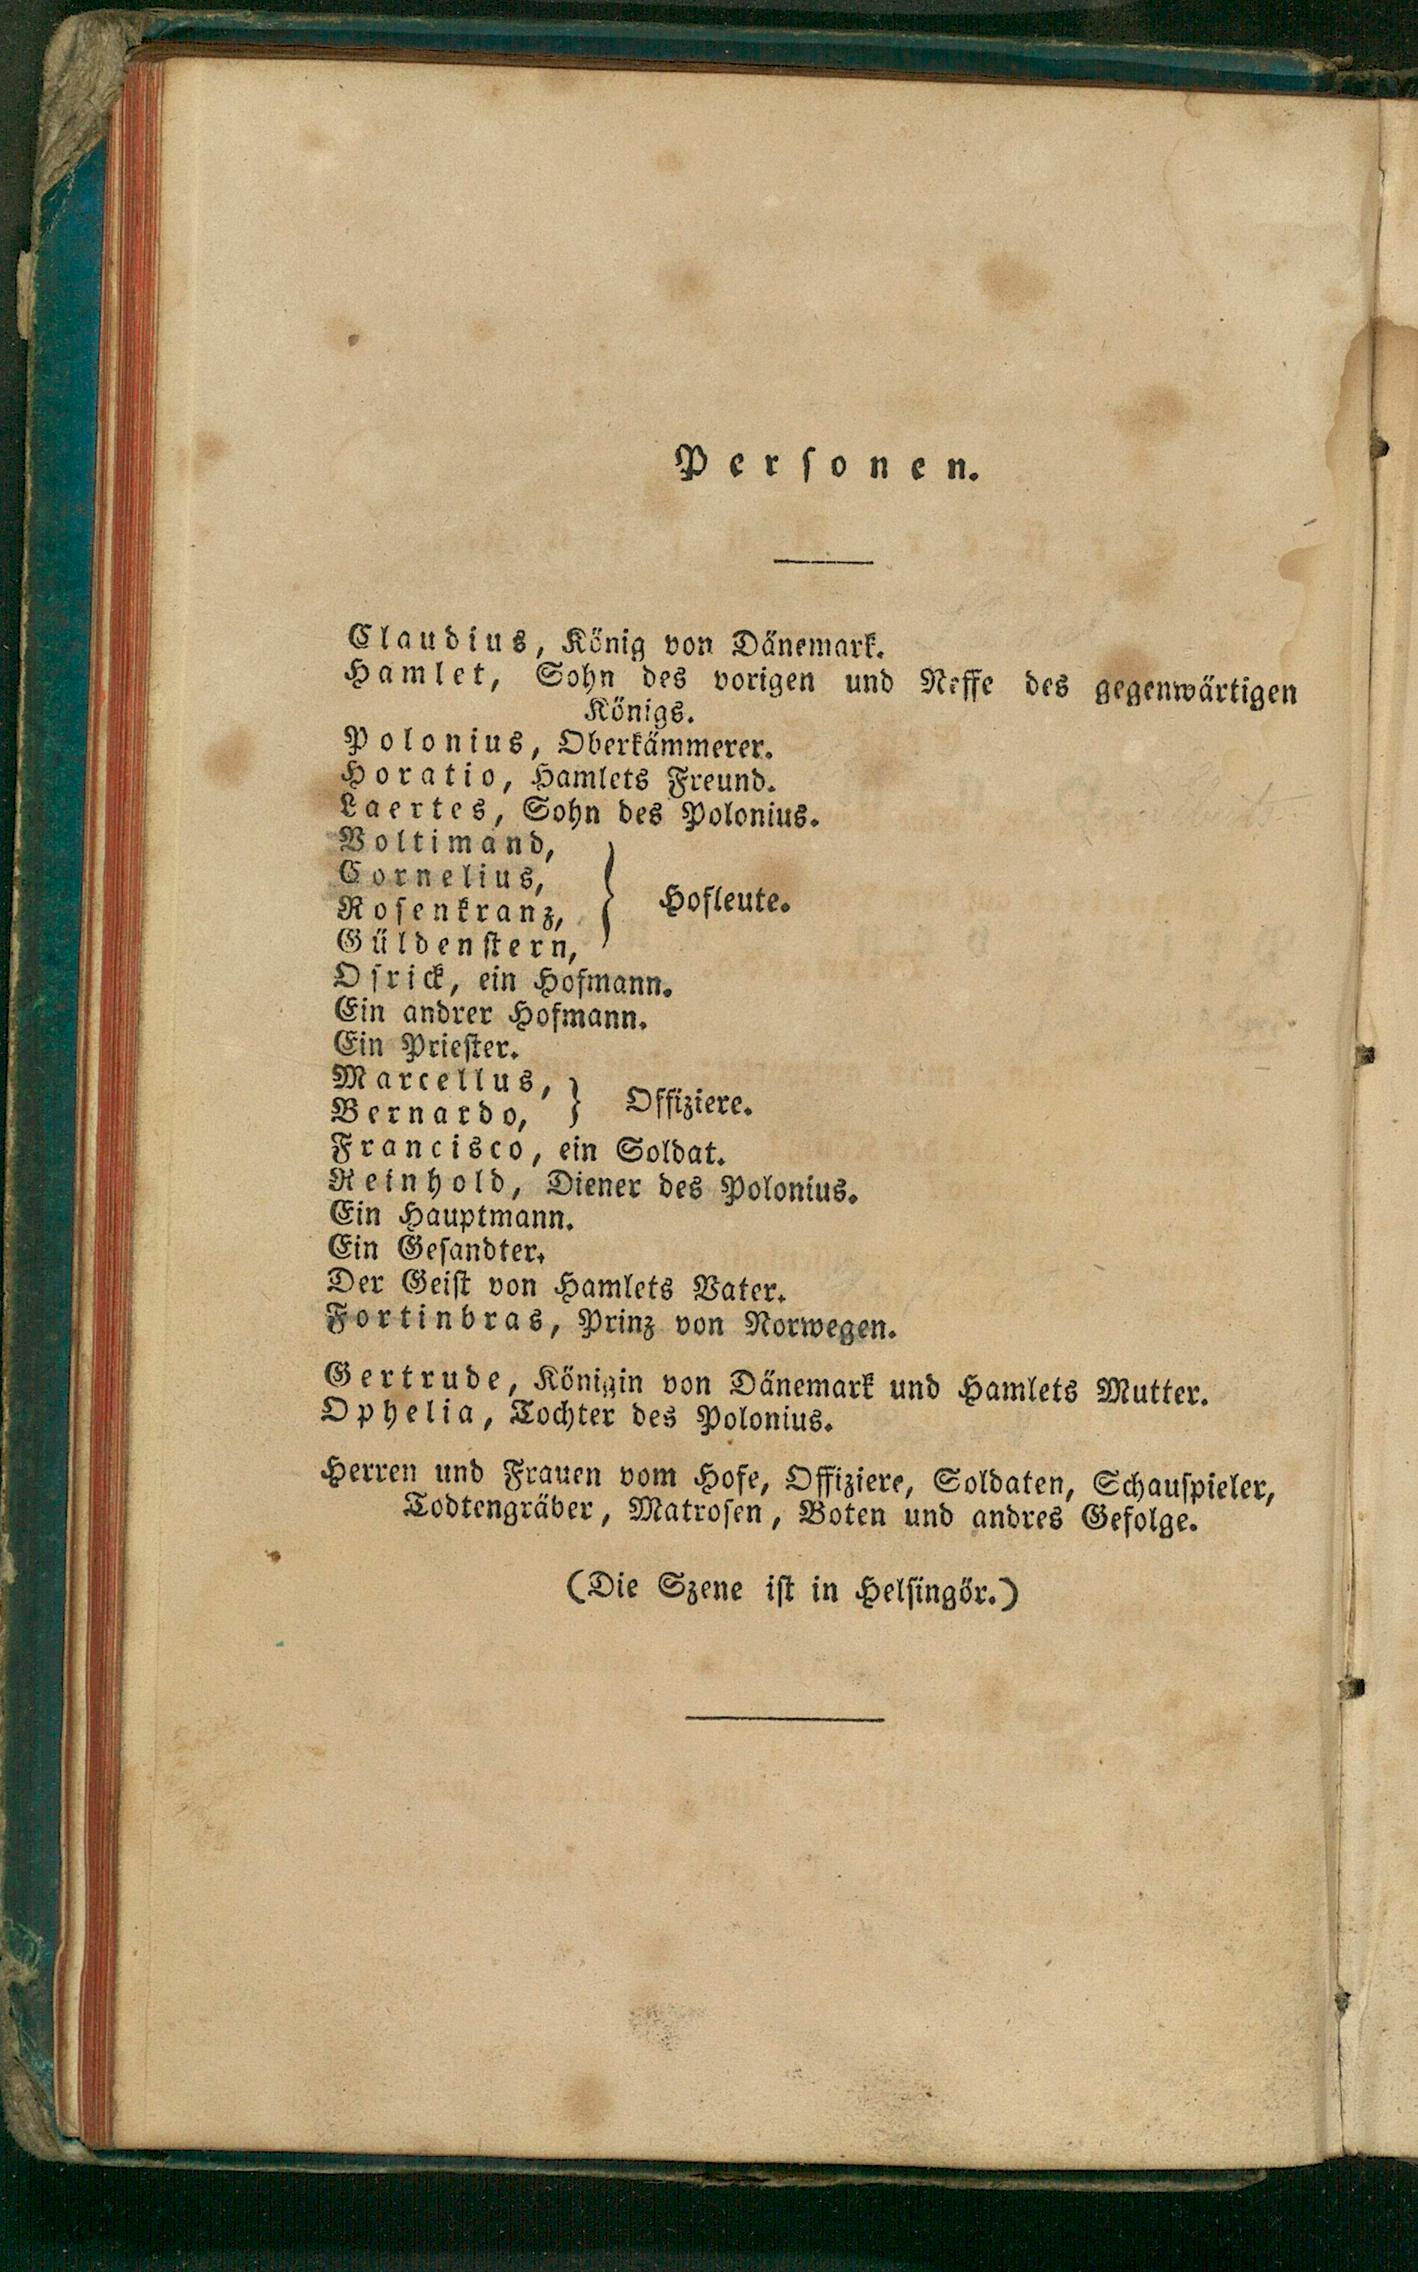 Personen.
Claudius, König von Dänemark.
Hamlet, Sohn des vorigen und Neffe des gegenwärtigen
Königs.
Polonius, Oberkämmerer.
Horatio, Hamlets Freund.
Laertes, Sohn des Polonius.
Voltimand,
Cornelius,
Rosenkranz,
Güldenstern,
} Hofleute.
Osrick, ein Hofmann.
Ein andrer Hofmann.
Ein Priester.
Marcellus,
Bernardo,
} Offiziere.
Francisco, ein Soldat.
Reinhold, Diener des Polonius.
Ein Hauptmann.
Ein Gesandter.
Der Geist von Hamlets Vater.
Fortinbras, Prinz von Norwegen.
Gertrude, Königin von Dänemark und Hamlets Mutter.
Ophelia, Tochter des Polonius.
Herren und Frauen vom Hofe, Offiziere, Soldaten, Schauspieler,
Todtengräber, Matrosen, Boten und andres Gefolge.
(Die Szene ist in Helsingör.)